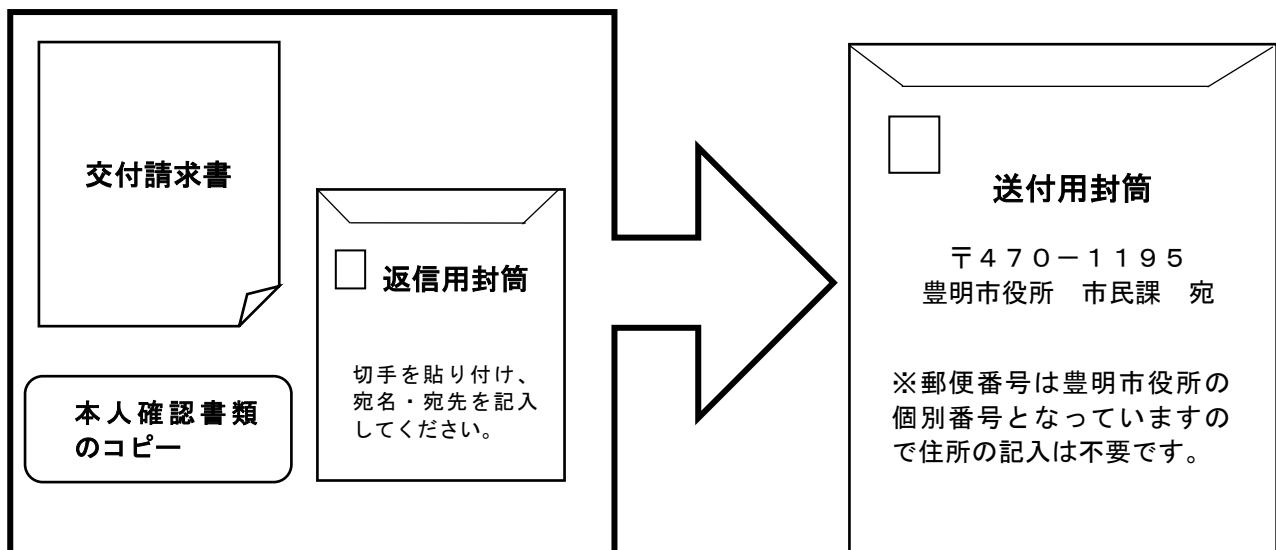 交付請求書
返信用封筒
切手を貼り付け、
宛名・宛先を記入
してください。
本人確認書類
のコピー
送付用封筒
〒４７０－１１９５
豊明市役所　市民課　宛
※郵便番号は豊明市役所の
個別番号となっていますの
で住所の記入は不要です。